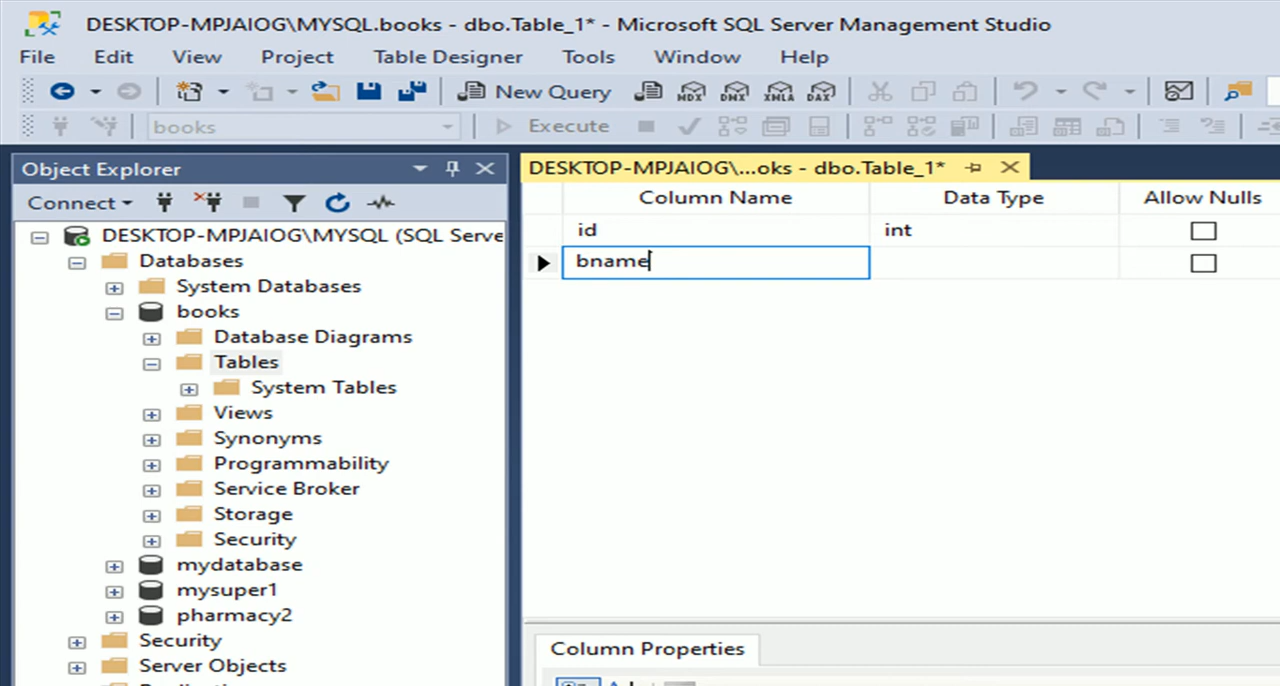 DESKTOP-MPJAIOG\MYSQL.books - dbo.Table_1* - Microsoft SQL Server Management Studio
File Edit View Project Table Designer Tools Window Help
New Query MDX DMX XMLA DAX
books Execute
Object Explorer
DESKTOP-MPJAIOG\...oks - dbo.Table_1*
Connect
Column Name Data Type Allow Nulls
DESKTOP-MPJAIOG\MYSQL (SQL Serve
id int
Databases
bname
System Databases
books
Database Diagrams
Tables
System Tables
Views
Synonyms
Programmability
Service Broker
Storage
Security
mydatabase
mysuper1
pharmacy2
Security
Server Objects
Column Properties